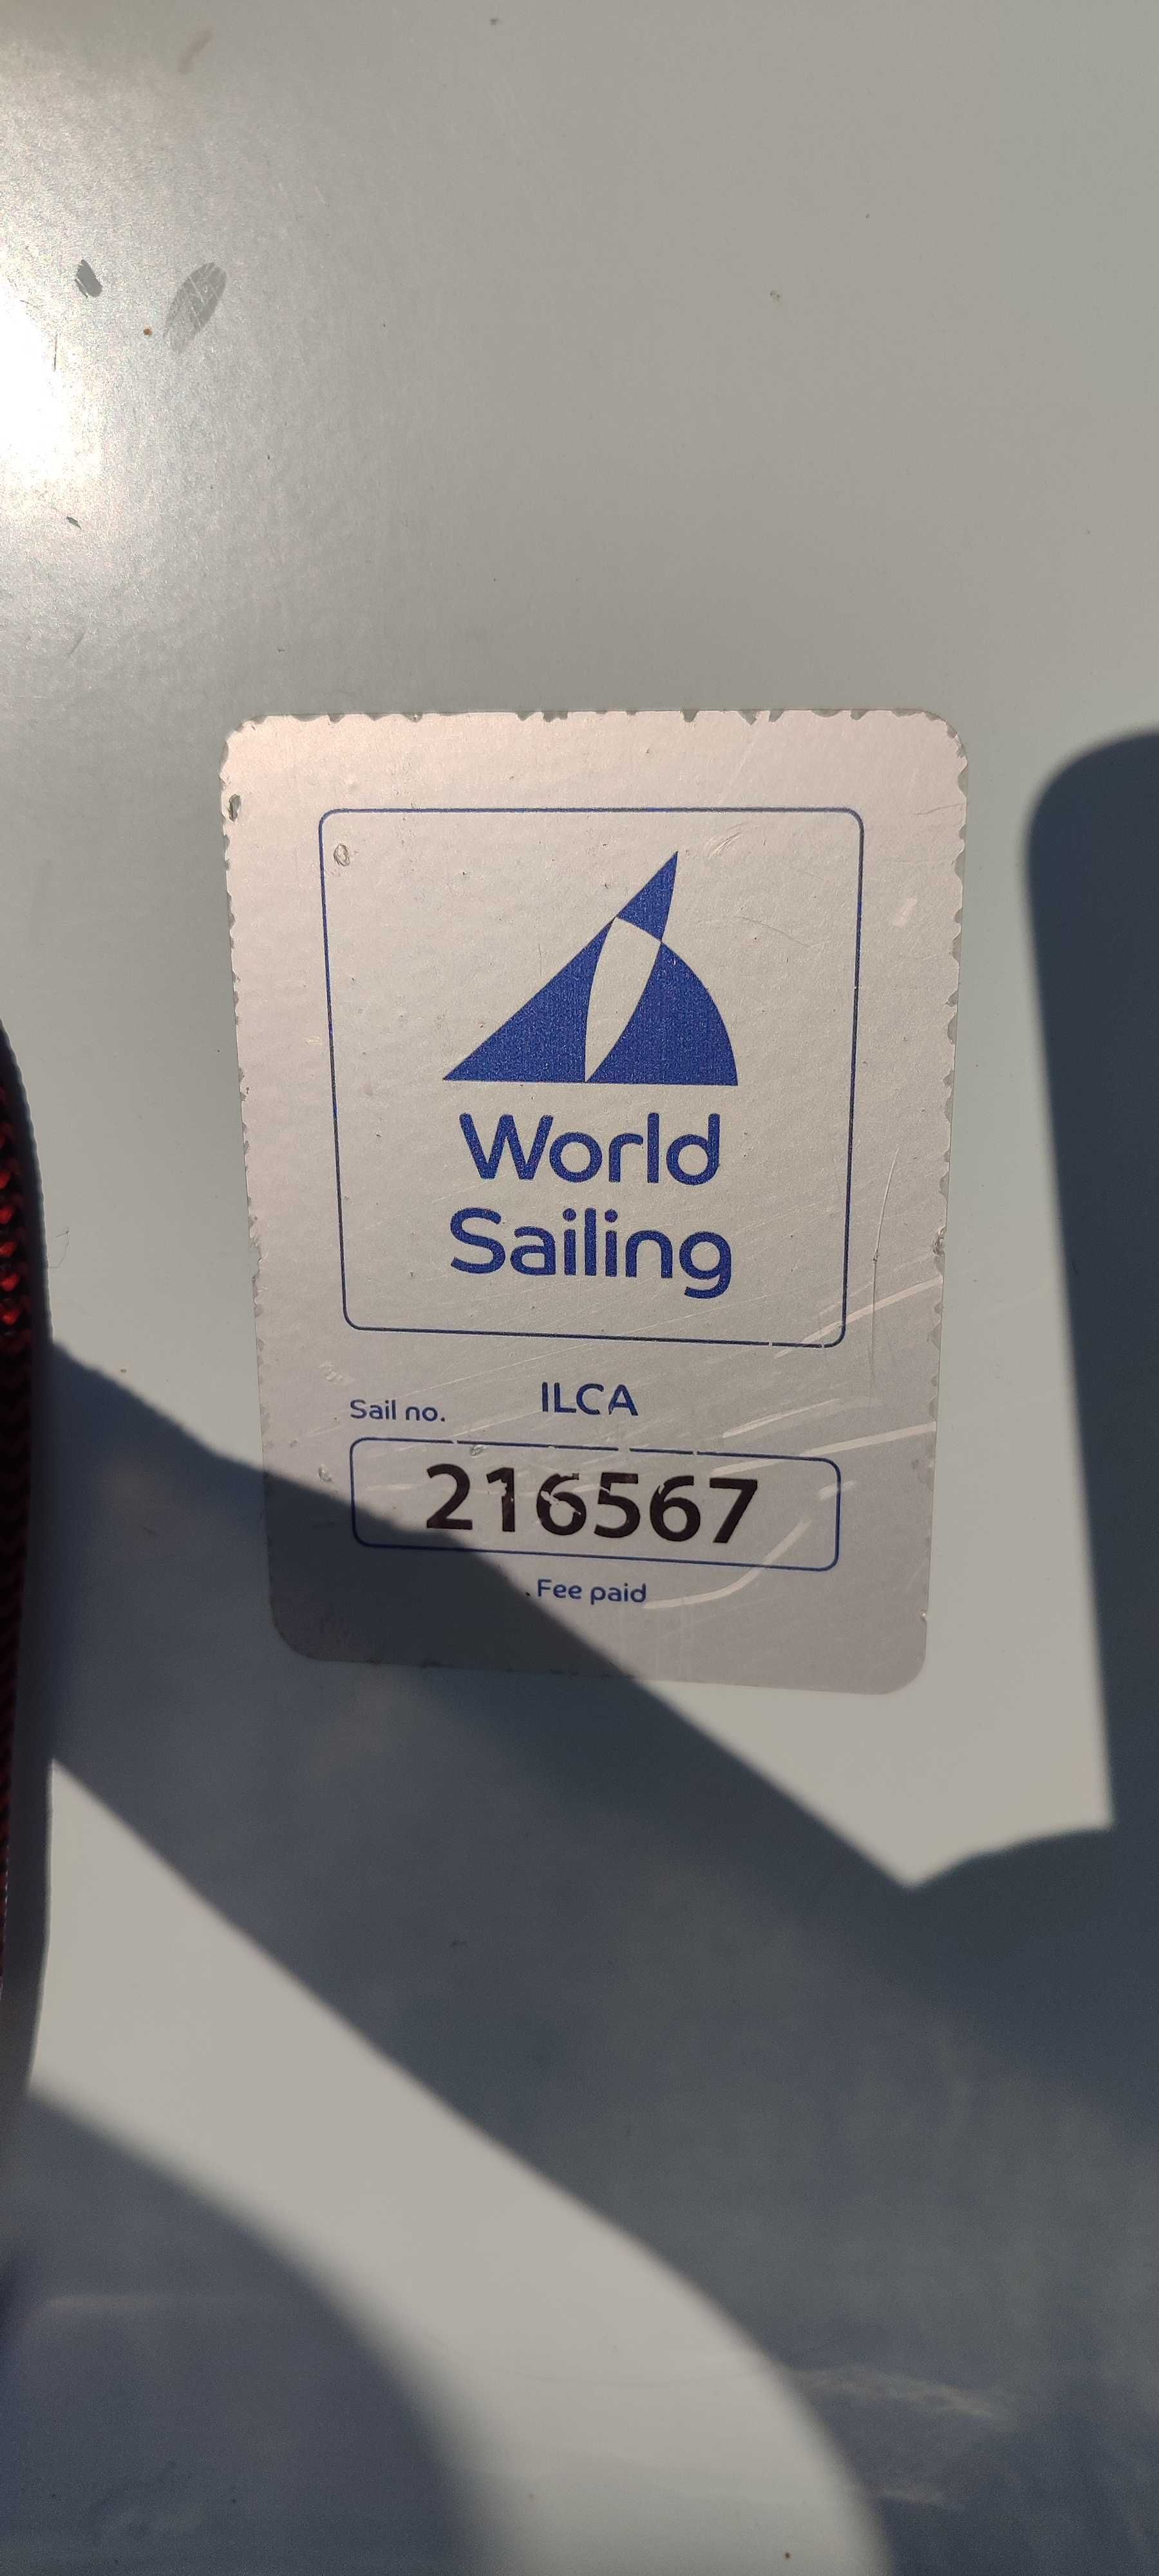 World
Sailing
ILCA
Sail no.
216567
. Fee paid